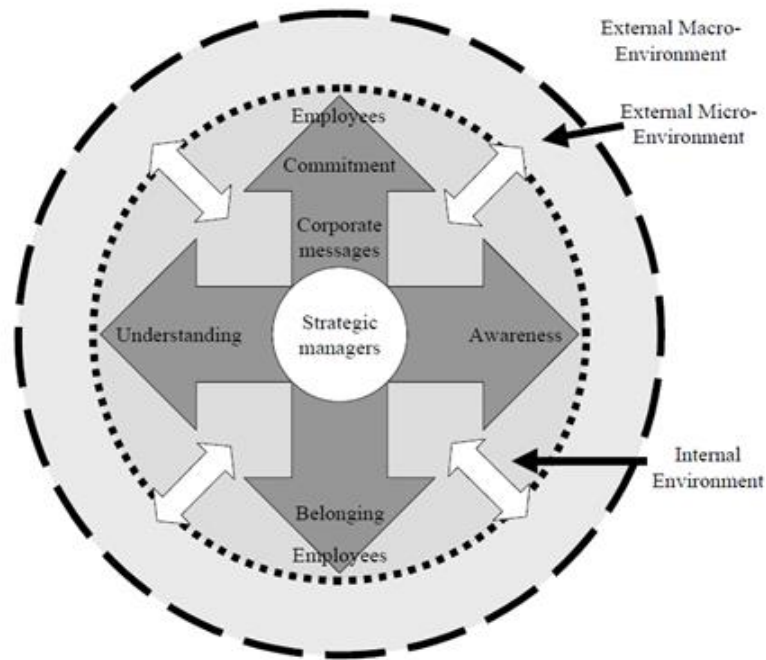 External Macro-
Environment
External Micro-
Environment
Employees
Commitment
Corporate
messages
Understanding
Strategic
managers
Awareness
Internal
Environment
Belonging
Employees